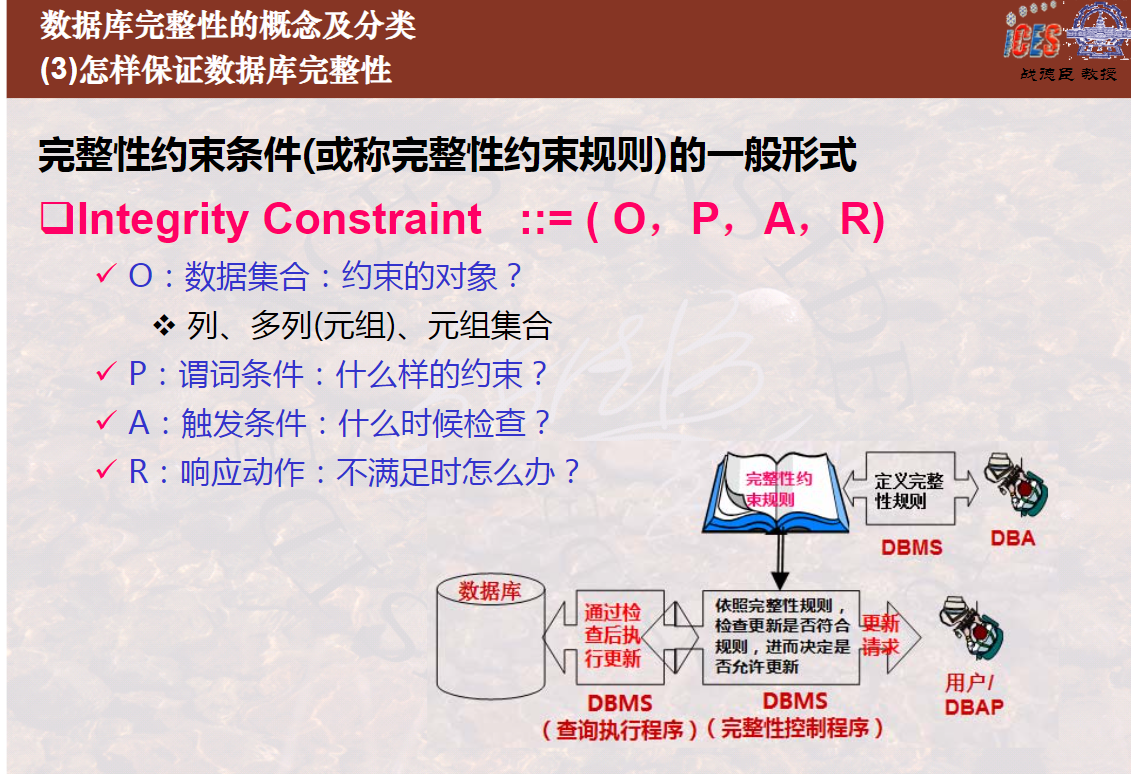 数据库完整性的概念及分类
(3)怎样保证数据库完整性
ICES
战德臣 教授
完整性约束条件(或称完整性约束规则)的一般形式
❑Integrity Constraint ::= ( O，P，A，R)
✓ O：数据集合：约束的对象？
❖ 列、多列(元组)、元组集合
✓ P：谓词条件：什么样的约束？
✓ A：触发条件：什么时候检查？
✓ R：响应动作：不满足时怎么办？
完整性约
束规则
定义完整
性规则
DBMS
DBA
数据库
通过检
查后执
行更新
DBMS
（查询执行程序）
依照完整性规则，
检查更新是否符合
规则，进而决定是
否允许更新
DBMS
（完整性控制程序）
更新
请求
用户/
DBAP